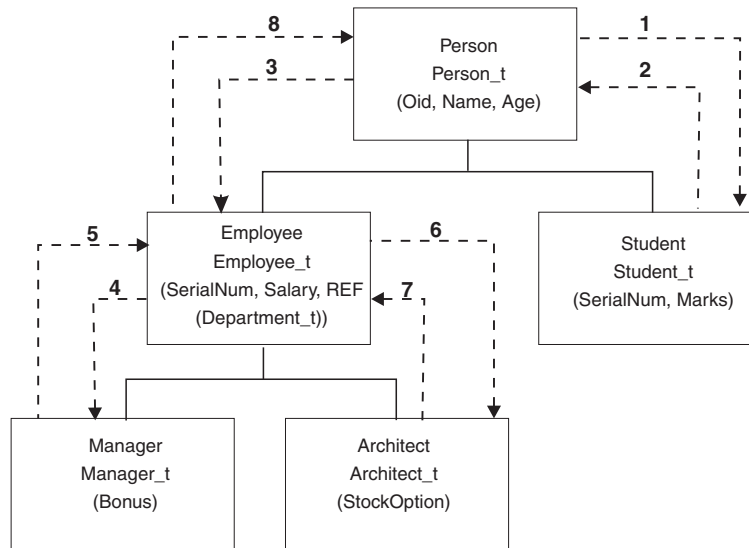 8
1
3
2
Person
Person_t
(Oid, Name, Age)
5
6
4
7
Employee
Employee_t
(SerialNum, Salary, REF
(Department_t))
Student
Student_t
(SerialNum, Marks)
Manager
Manager_t
(Bonus)
Architect
Architect_t
(StockOption)